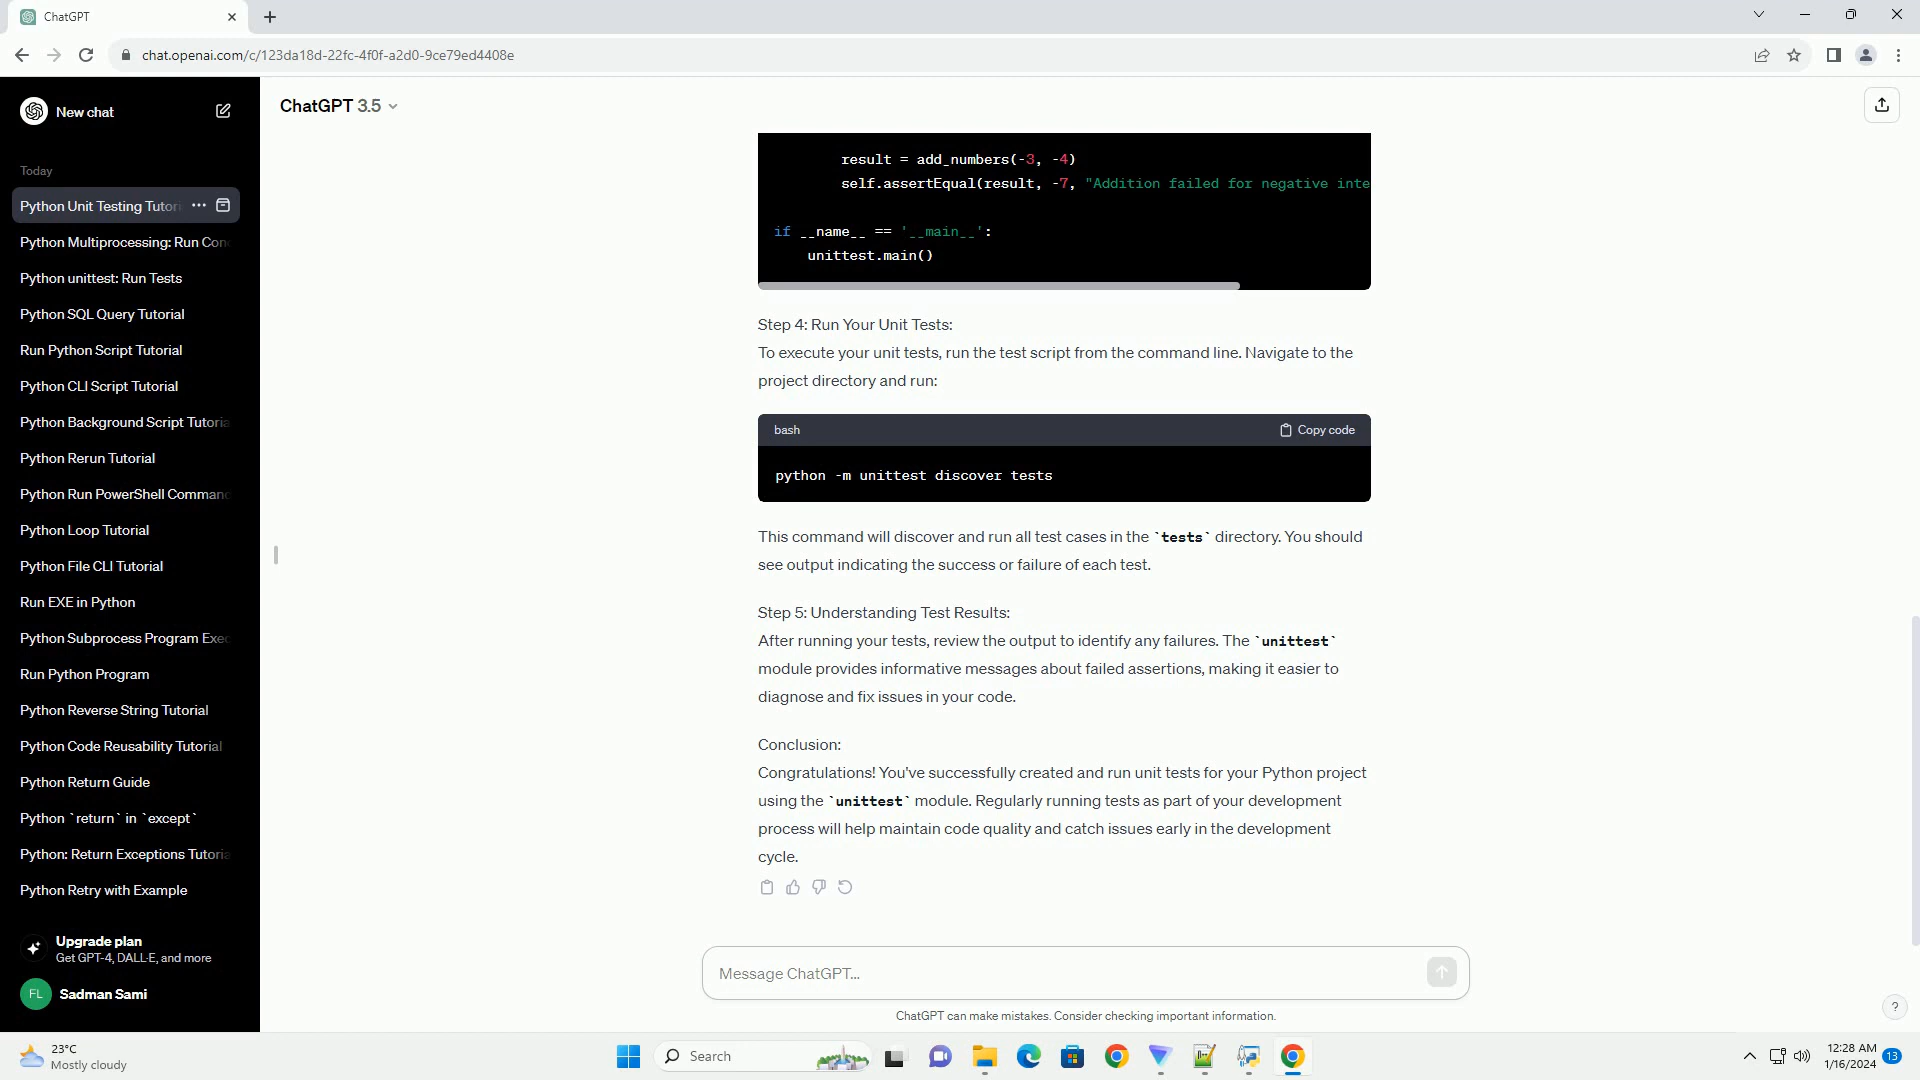 ChatGPT
chat.openai.com/c/123da18d-22fc-4f0f-a2d0-9ce79ed4408e
New chat
Today
Python Unit Testing Tutori
Python Multiprocessing: Run Con
Python unittest: Run Tests
Python SQL Query Tutorial
Run Python Script Tutorial
Python CLI Script Tutorial
Python Background Script Tutoria
Python Rerun Tutorial
Python Run PowerShell Comman
Python Loop Tutorial
Python File CLI Tutorial
Run EXE in Python
Python Subprocess Program Exec
Run Python Program
Python Reverse String Tutorial
Python Code Reusability Tutorial
Python Return Guide
Python `return` in `except`
Python: Return Exceptions Tutoria
Python Retry with Example
Upgrade plan
Get GPT-4, DALL·E, and more
FL Sadman Sami
ChatGPT 3.5
result = add_numbers(-3, -4)
self.assertEqual(result, -7, "Addition failed for negative inte
if __name__ == '__main__':
unittest.main()
Step 4: Run Your Unit Tests:
To execute your unit tests, run the test script from the command line. Navigate to the
project directory and run:
bash Copy code
python -m unittest discover tests
This command will discover and run all test cases in the `tests` directory. You should
see output indicating the success or failure of each test.
Step 5: Understanding Test Results:
After running your tests, review the output to identify any failures. The `unittest`
module provides informative messages about failed assertions, making it easier to
diagnose and fix issues in your code.
Conclusion:
Congratulations! You've successfully created and run unit tests for your Python project
using the `unittest` module. Regularly running tests as part of your development
process will help maintain code quality and catch issues early in the development
cycle.
Message ChatGPT...
ChatGPT can make mistakes. Consider checking important information.
?
23°C
Mostly cloudy
Search
12:28 AM
1/16/2024
13